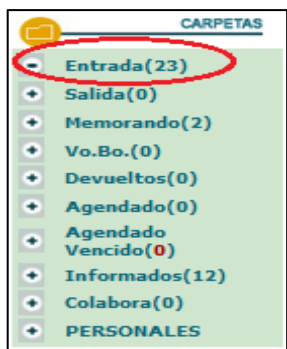 CARPETAS
Entrada(23)
Salida(0)
Memorando(2)
Vo.Bo.(0)
Devueltos(0)
Agendado(0)
Agendado
Vencido(0)
Informados(12)
Colabora(0)
PERSONALES